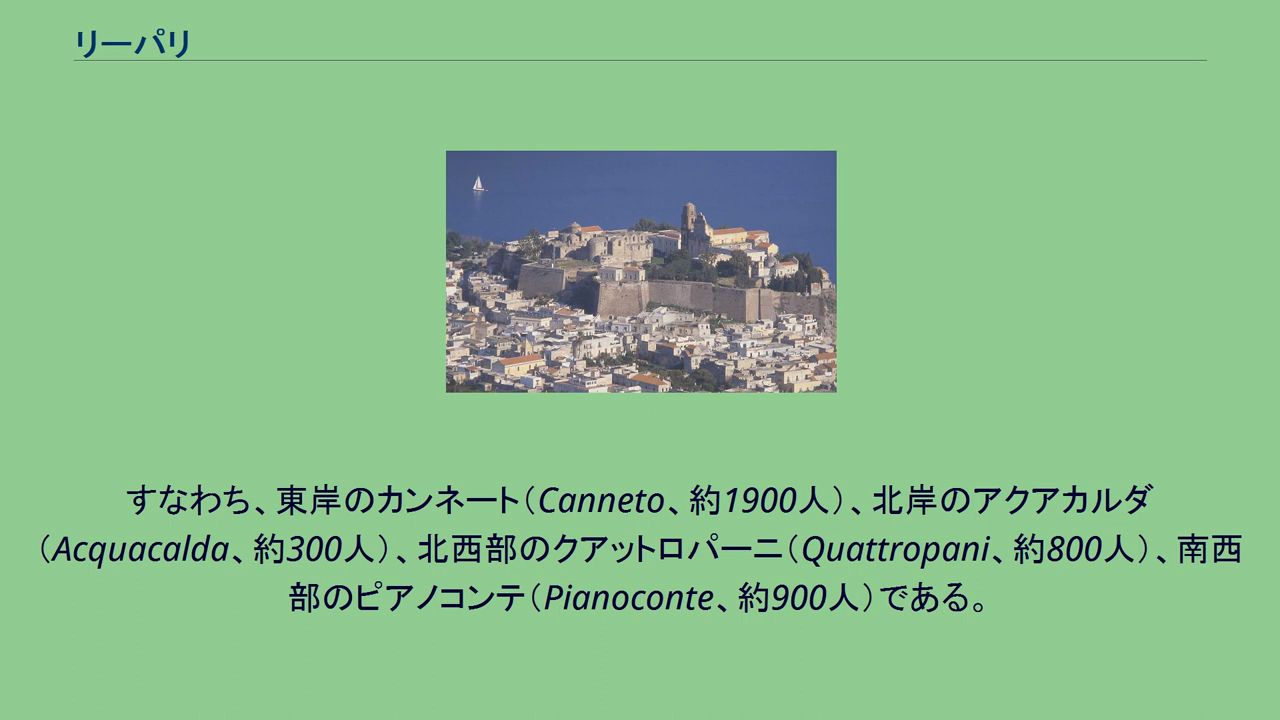 リーパリ
すなわち、東岸のカンネート（Canneto、約1900人）、北岸のアクアカルダ
（Acquacalda、約300人）、北西部のクアットロパーニ（Quattropani、約800人）、南西
部のピアノコンテ（Pianoconte、約900人）である。